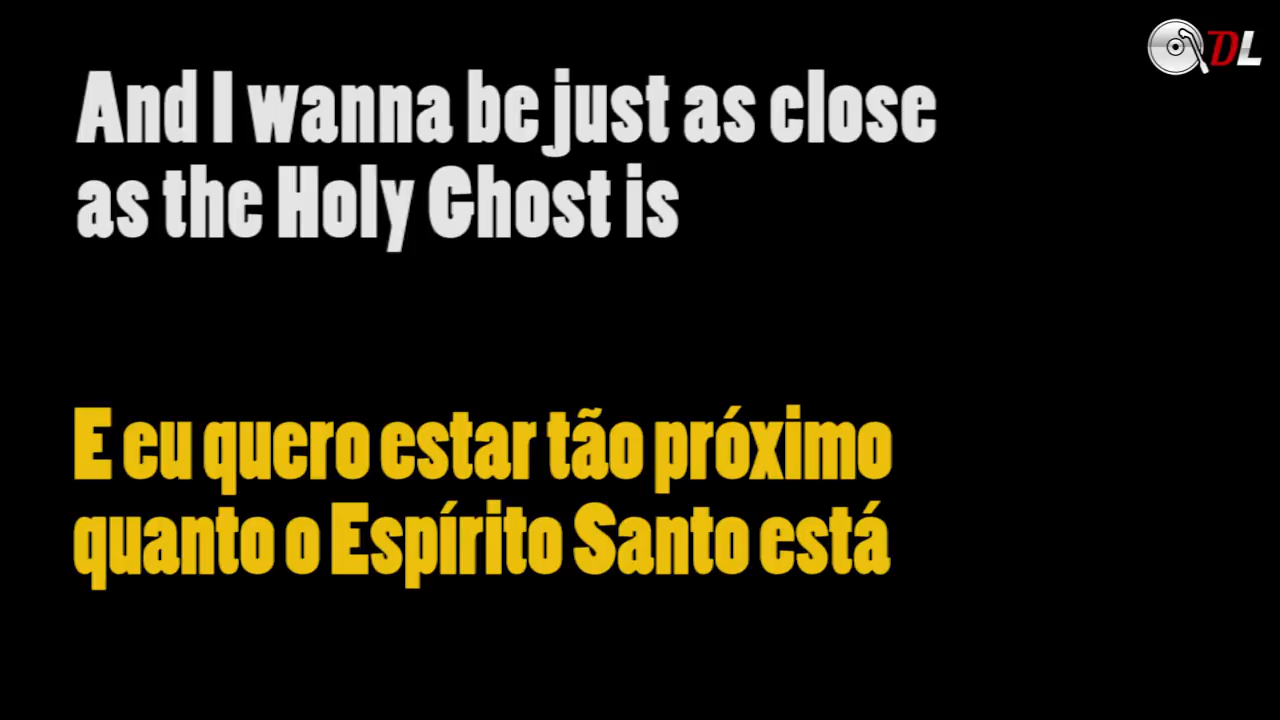 DL
And I wanna be just as close
as the Holy Ghost is
E eu quero estar tão próximo
quanto o Espírito Santo está